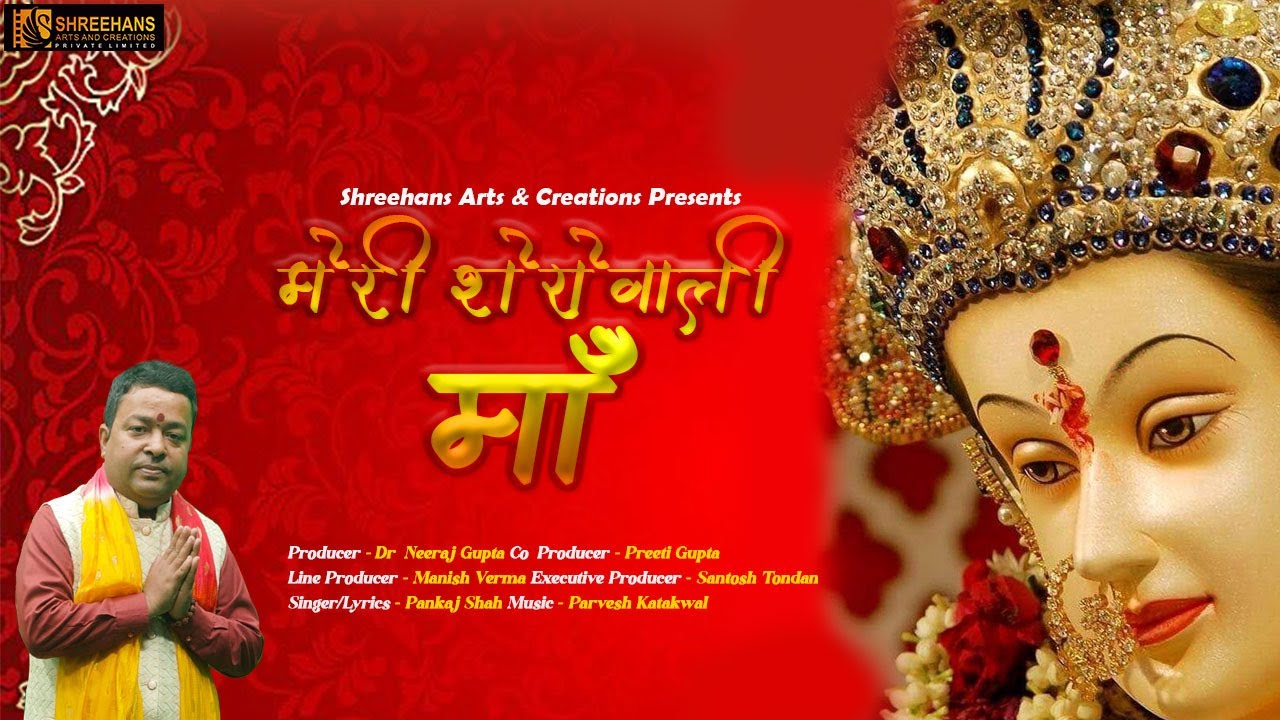 SHREEHANS
ARTS AND CREATIONS
PRIVATE LIMITED
Shreehans Arts & Creations Presents
मेरी शेरोवाली
माँ
Producer - Dr Neeraj Gupta Co Producer - Preeti Gupta
Line Producer - Manish Verma Executive Producer - Santosh Tondan
Singer/Lyrics - Pankaj Shah Music - Parvesh Katakwal